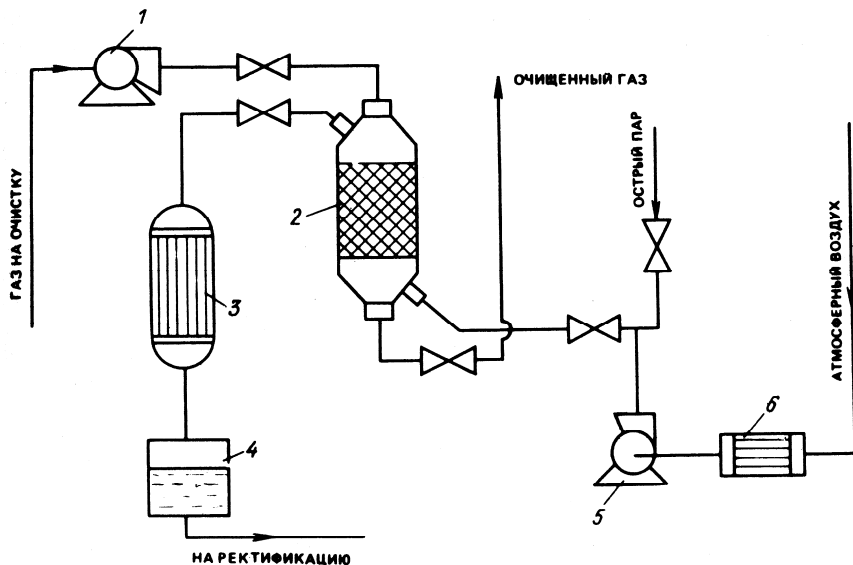 1
ОЧИЩЕННЫЙ ГАЗ
ОСТРЫЙ ПАР
АТМОСФЕРНЫЙ ВОЗДУХ
ГАЗ НА ОЧИСТКУ
2
3
4
5
6
НА РЕКТИФИКАЦИЮ